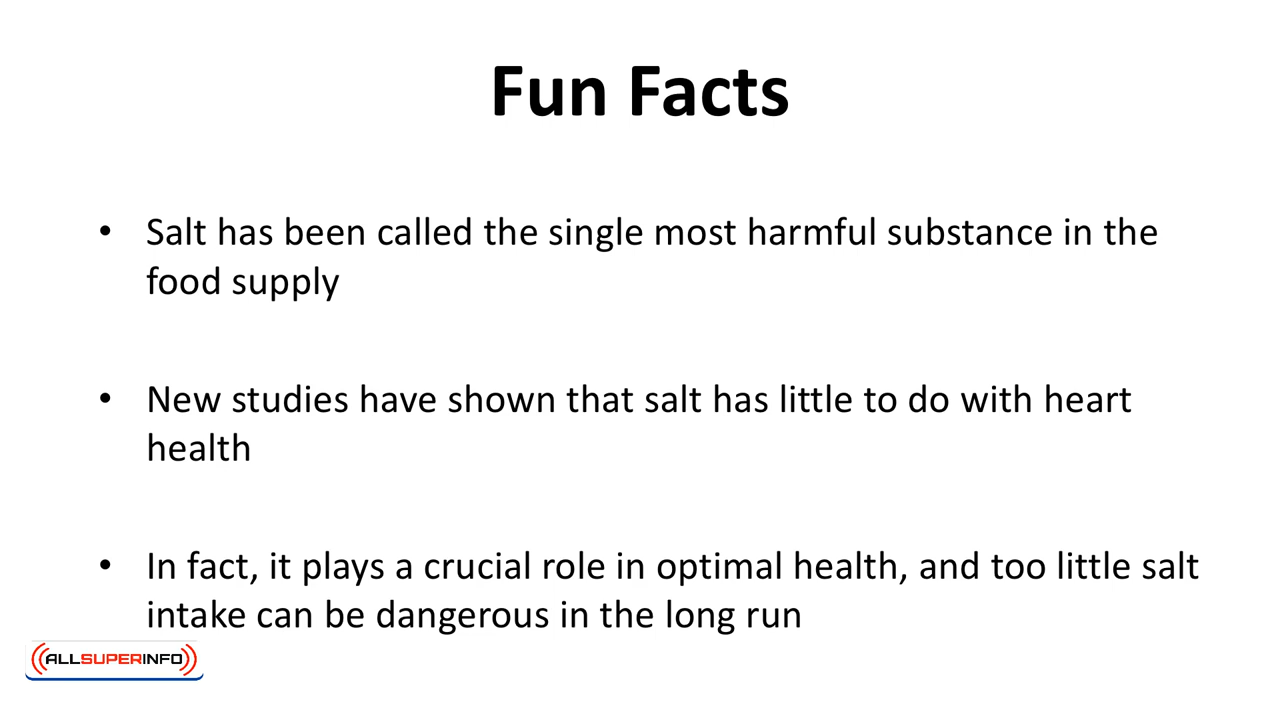 Fun Facts
• Salt has been called the single most harmful substance in the
food supply
• New studies have shown that salt has little to do with heart
health
• In fact, it plays a crucial role in optimal health, and too little salt
intake can be dangerous in the long run
ALLSUPERINFO